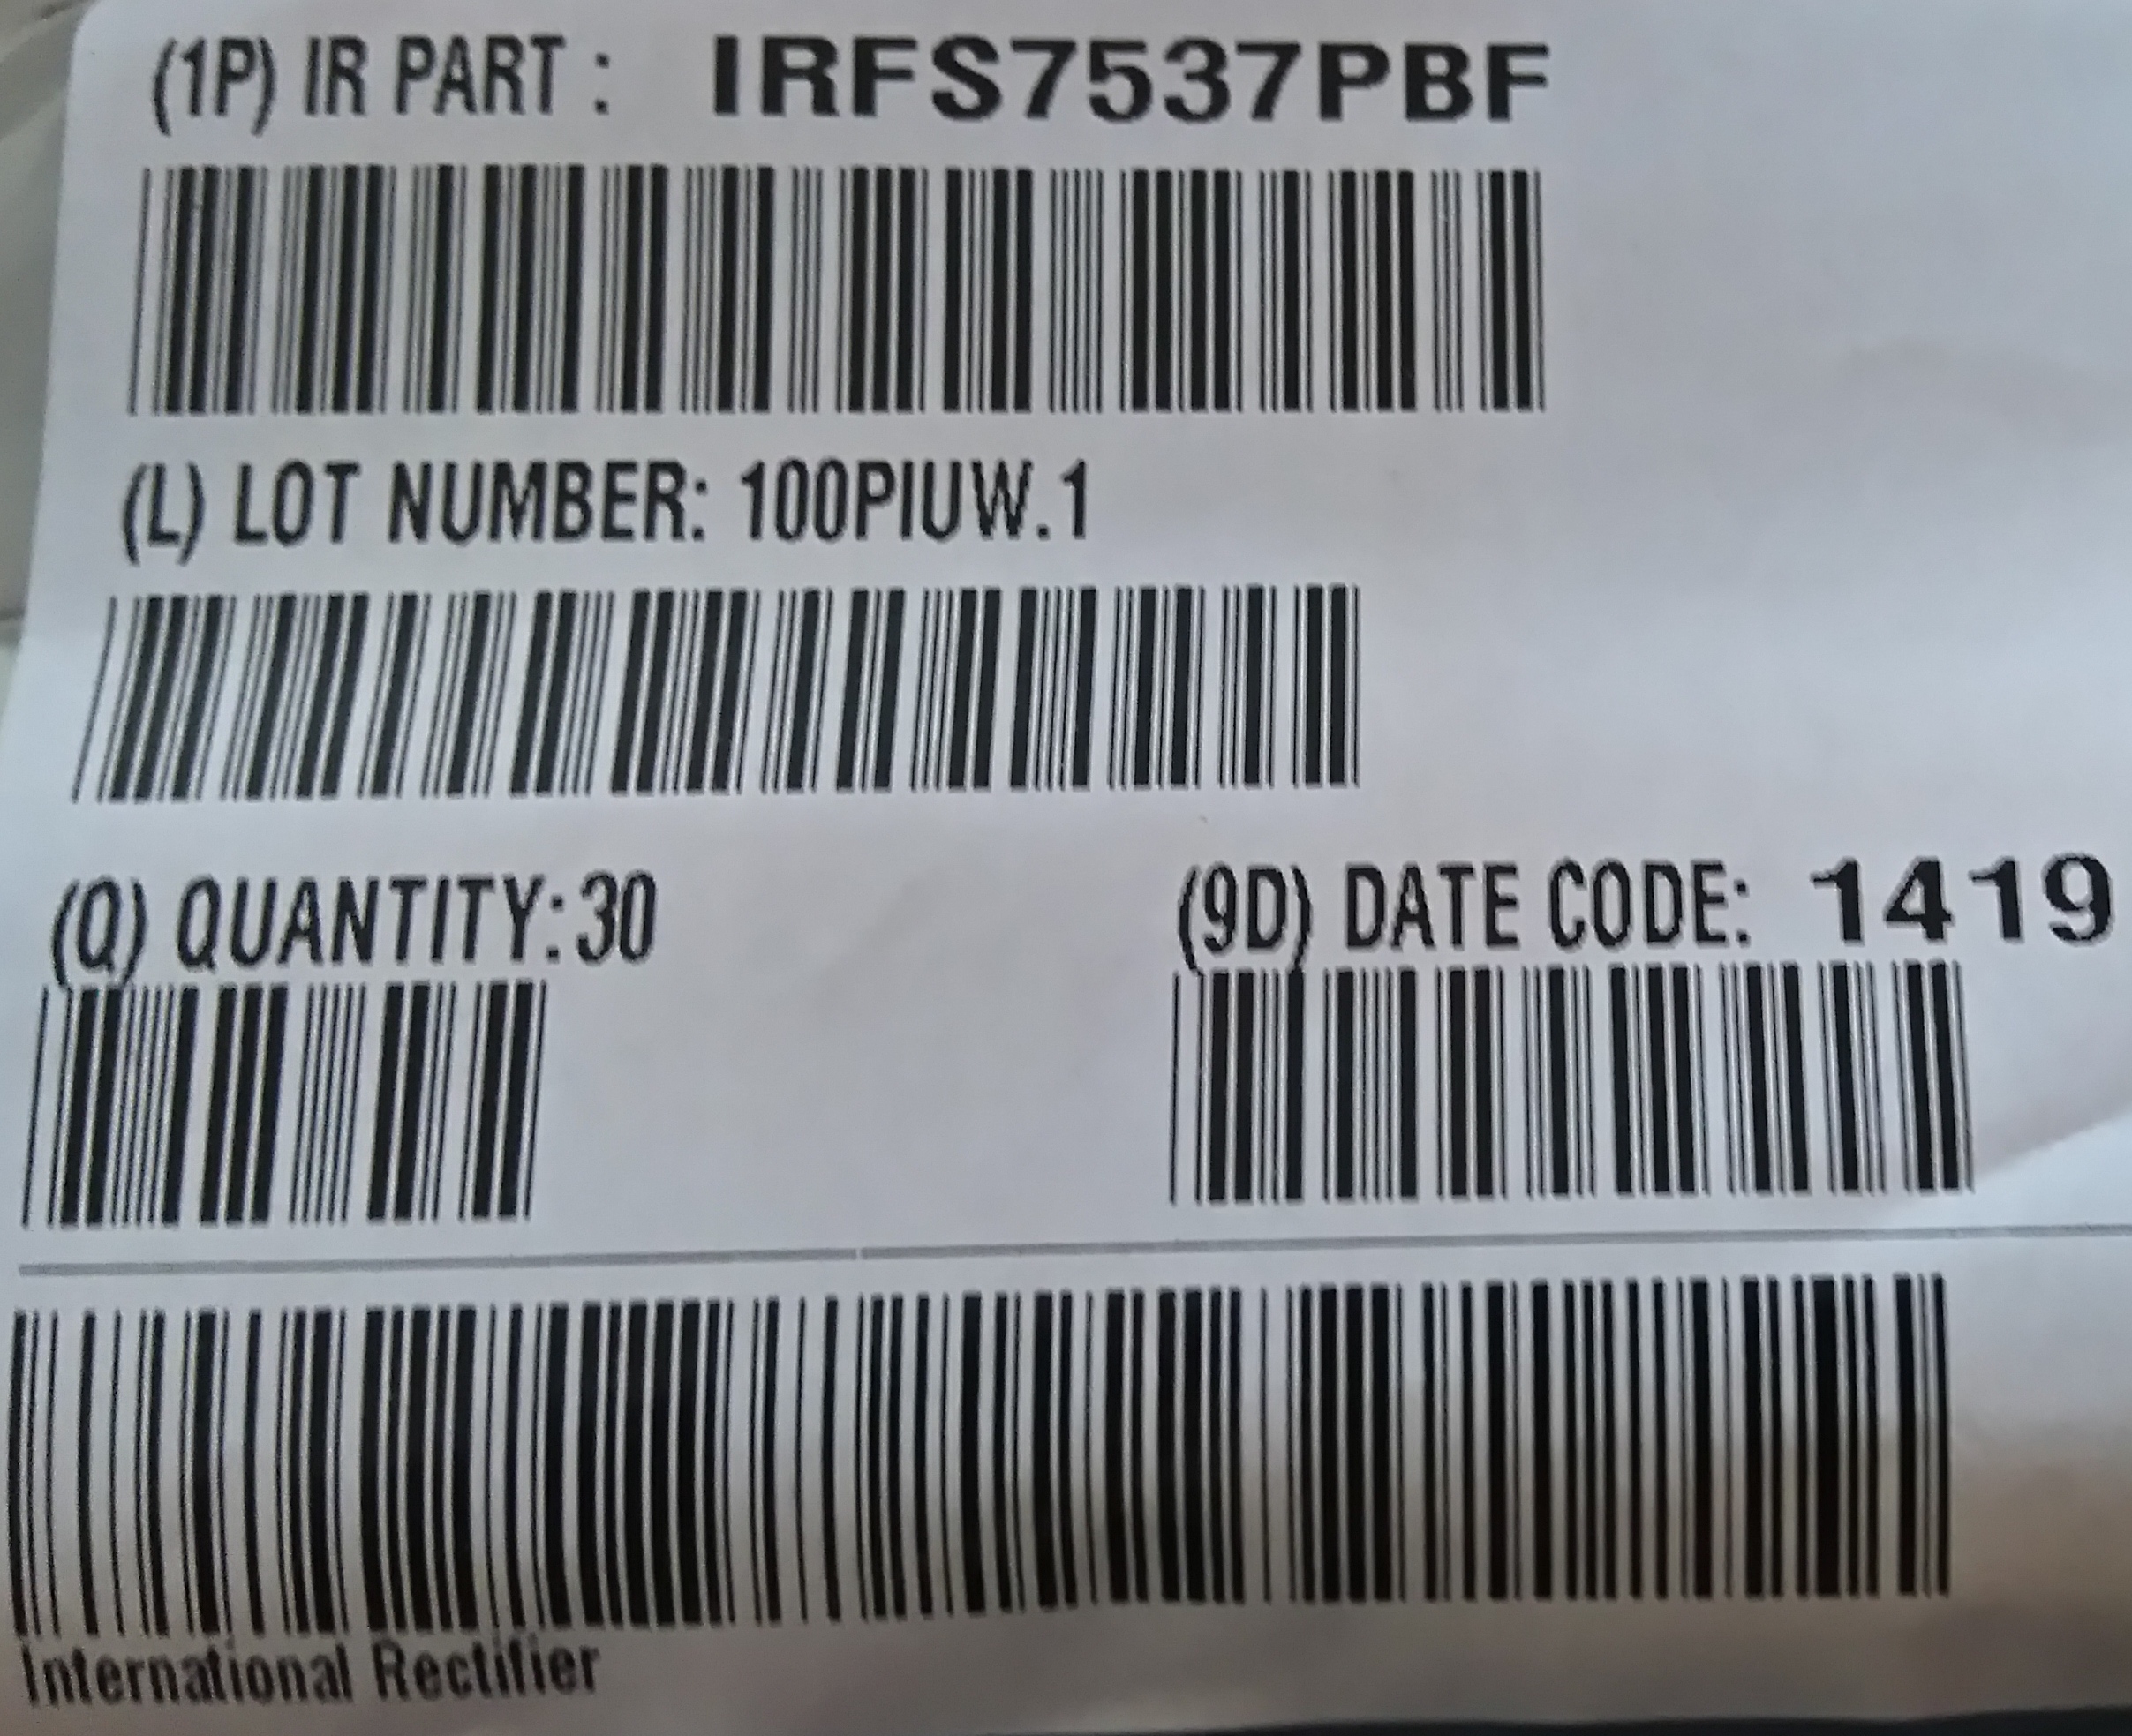 (1P) IR PART : IRFS7537PBF
(L) LOT NUMBER: 100PIUW.1
(Q) QUANTITY:30
(9D) DATE CODE: 1419
International Rectifier